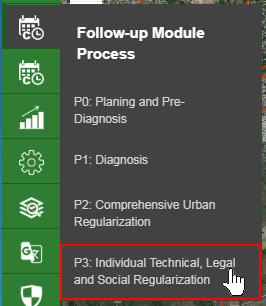 Follow-up Module
Process
P0: Planing and Pre-
Diagnosis
P1: Diagnosis
P2: Comprehensive Urban
Regularization
P3: Individual Technical, Legal
and Social Regularization